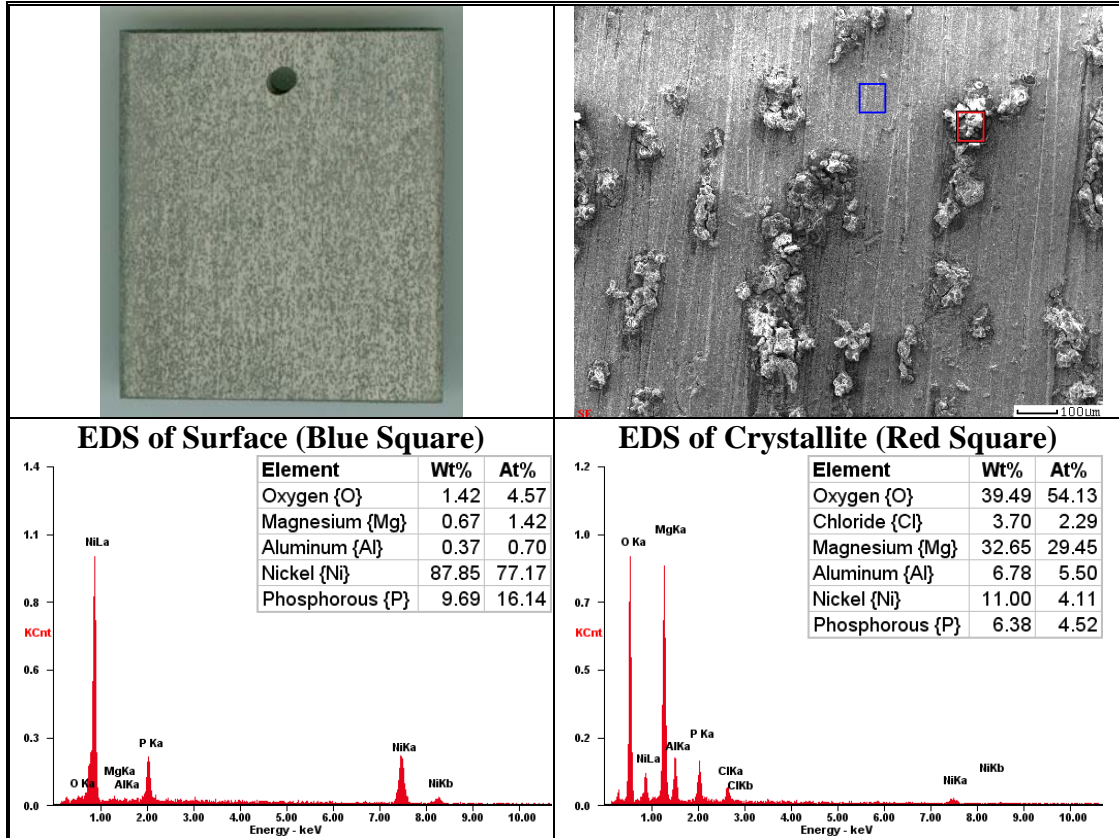 SE
100µm
EDS of Surface (Blue Square)
1.4
1.1
0.8
KCnt
0.6
0.3
0.0
Element Wt% At%
Oxygen {O} 1.42 4.57
Magnesium {Mg} 0.67 1.42
Aluminum {Al} 0.37 0.70
Nickel {Ni} 87.85 77.17
Phosphorous {P} 9.69 16.14
NiLa
O Ka
MgKa
AlKa
P Ka
NiKa
NiKb
1.00 2.00 3.00 4.00 5.00 6.00 7.00 8.00 9.00 10.00
Energy - keV
EDS of Crystallite (Red Square)
1.2
1.0
0.7
KCnt
0.5
0.2
0.0
Element Wt% At%
Oxygen {O} 39.49 54.13
Chloride {Cl} 3.70 2.29
Magnesium {Mg} 32.65 29.45
Aluminum {Al} 6.78 5.50
Nickel {Ni} 11.00 4.11
Phosphorous {P} 6.38 4.52
O Ka
NiLa
MgKa
AlKa
P Ka
ClKa
ClKb
NiKa
NiKb
1.00 2.00 3.00 4.00 5.00 6.00 7.00 8.00 9.00 10.00
Energy - keV